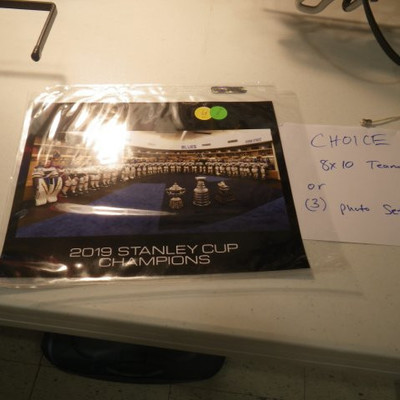 2019 STANLEY CUP
CHAMPIONS
CHOICE
8x10 Team
or
(3) photo Se